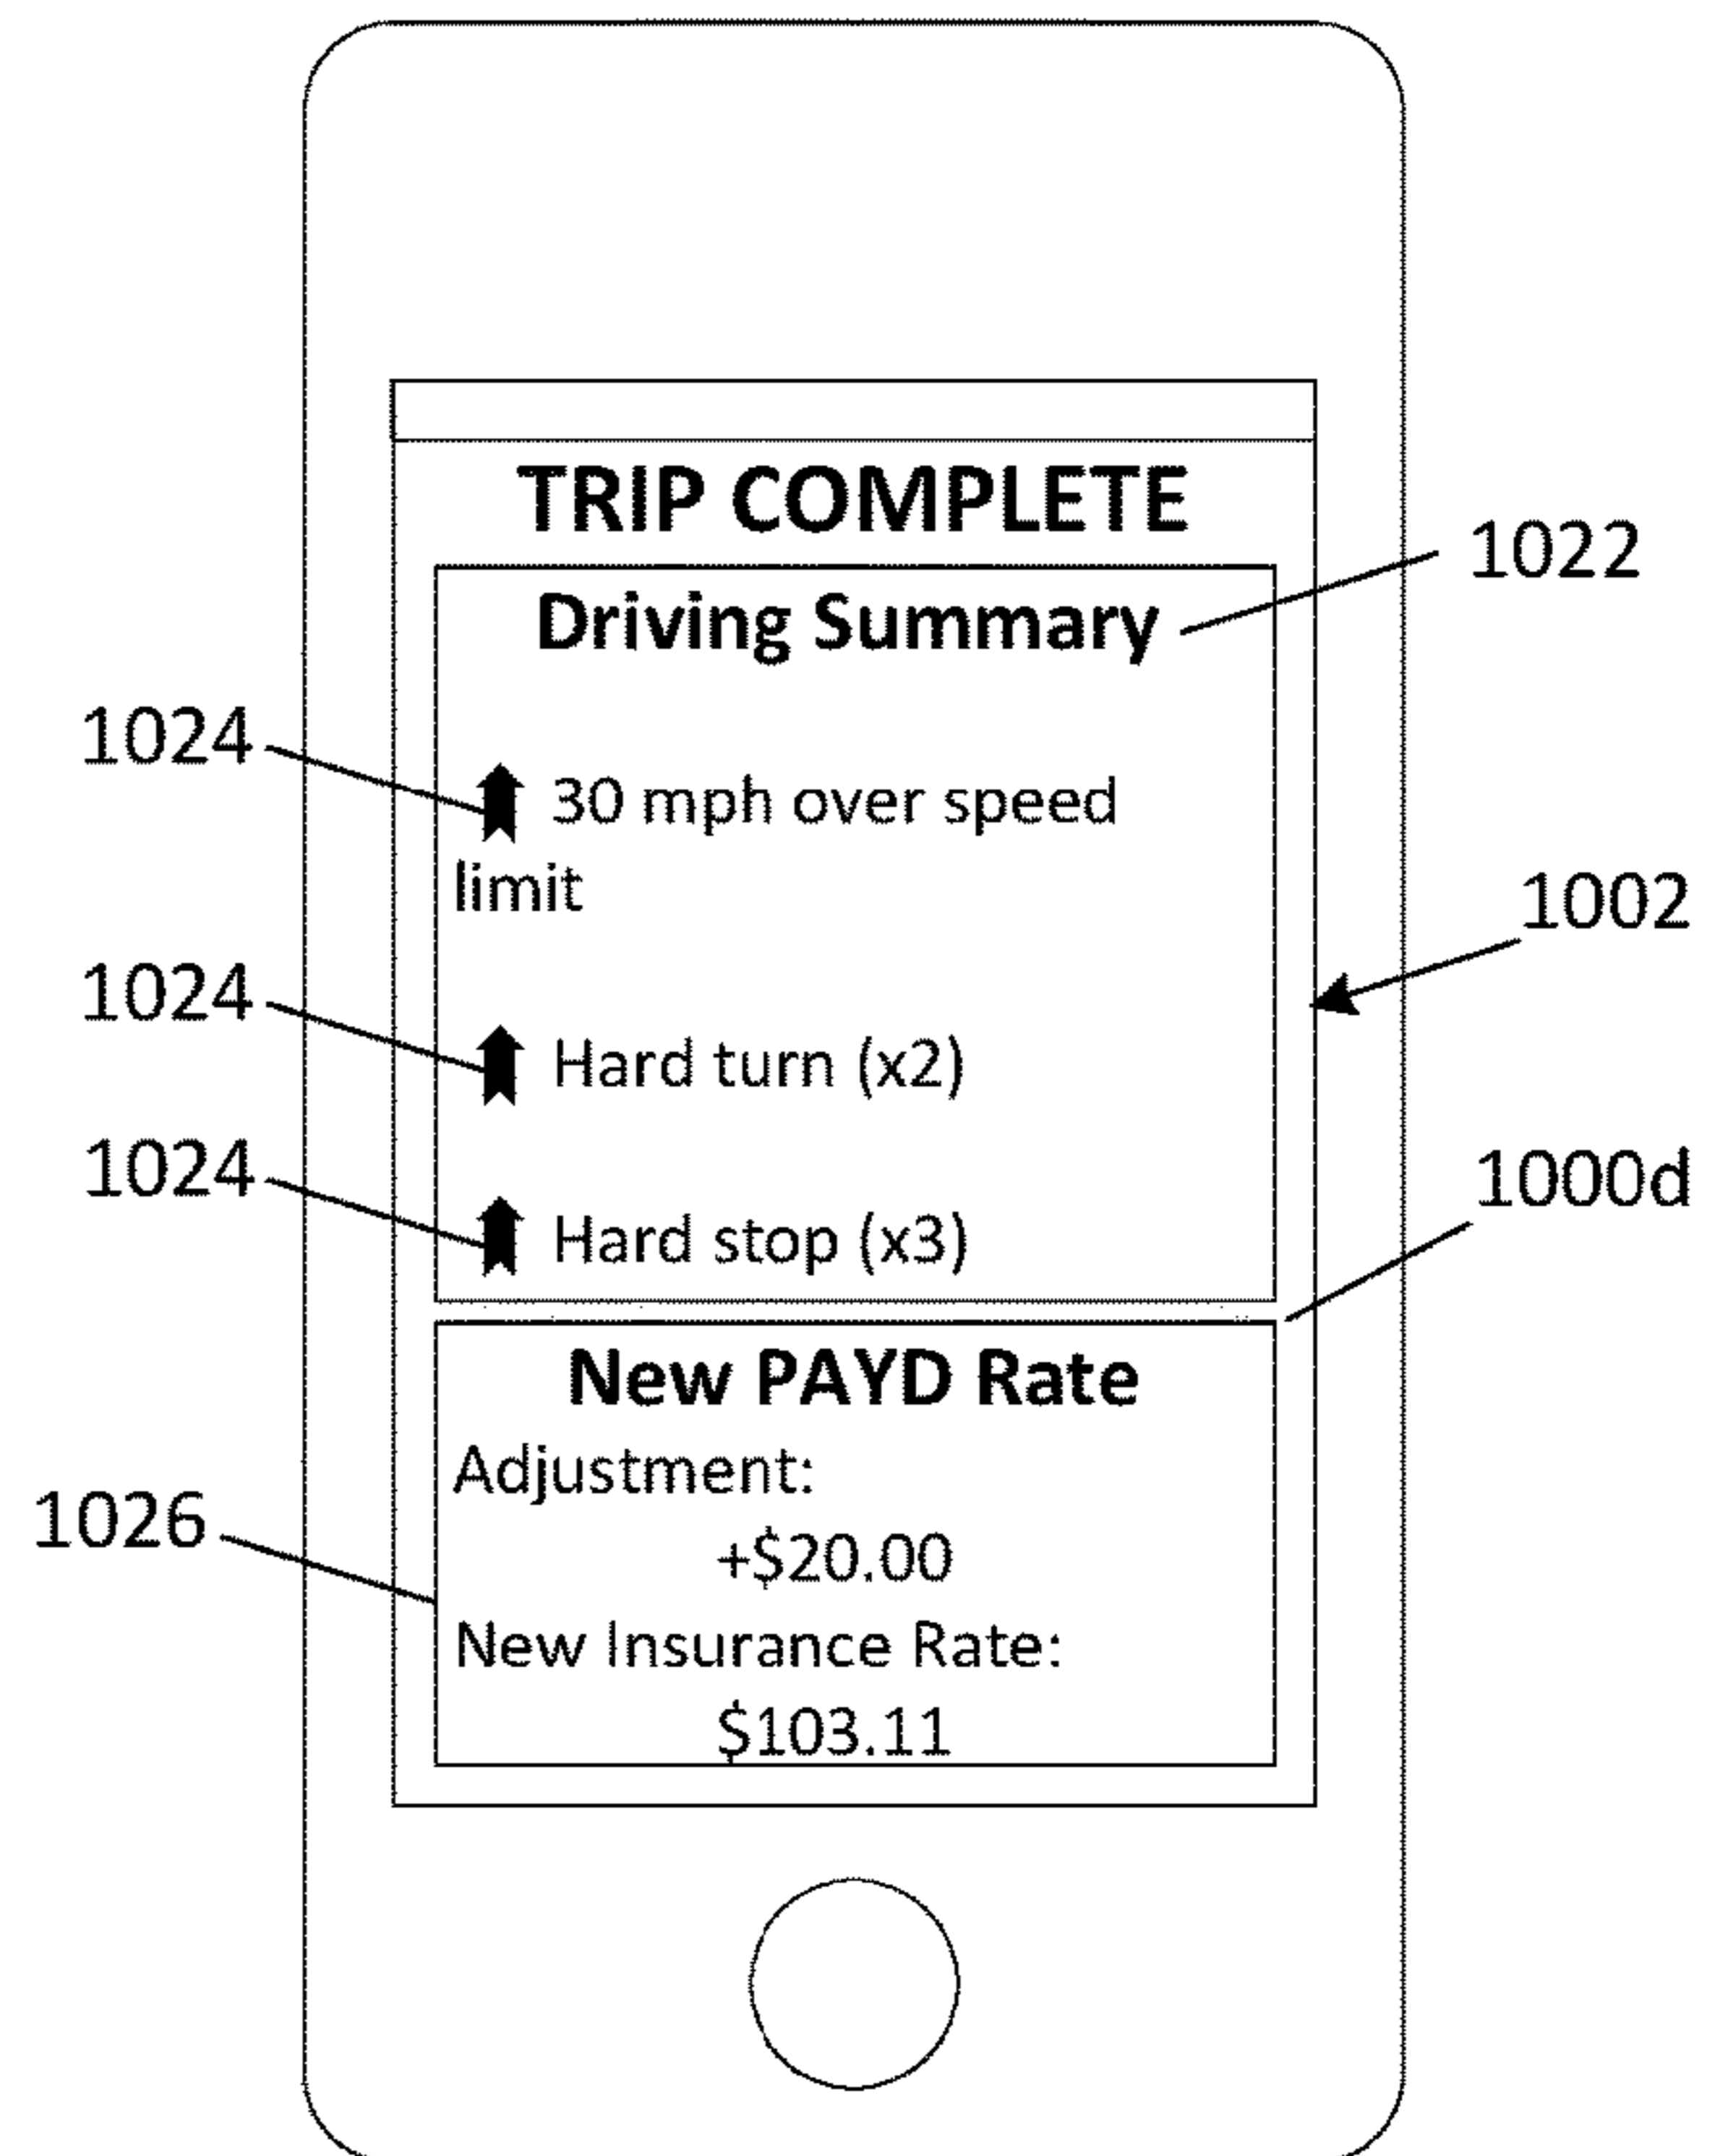 TRIP COMPLETE
1022
Driving Summary
1024
30 mph over speed
limit
1002
1024
Hard turn (x2)
1024
1000d
Hard stop (x3)
New PAYD Rate
Adjustment:
1026
+$20.00
New Insurance Rate:
$103.11